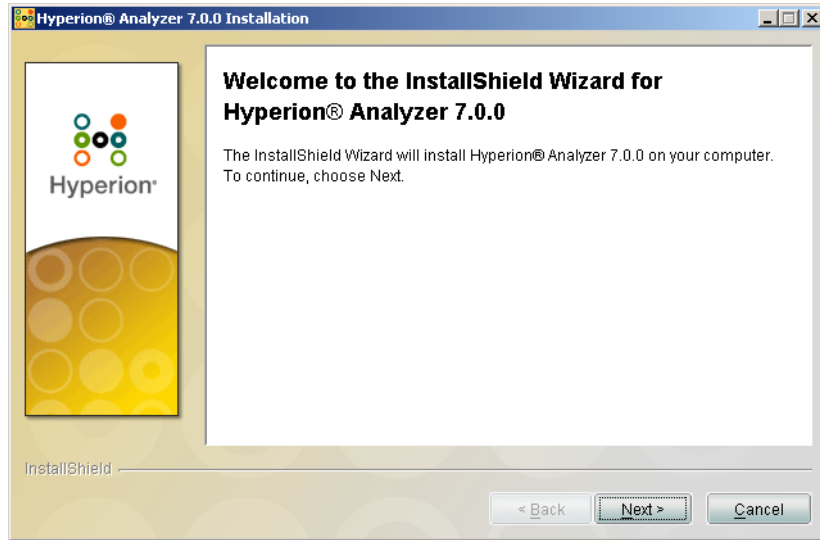 Hyperion® Analyzer 7.0.0 Installation
Welcome to the InstallShield Wizard for
Hyperion® Analyzer 7.0.0
The InstallShield Wizard will install Hyperion® Analyzer 7.0.0 on your computer.
To continue, choose Next.
Hyperion®
InstallShield
< Back
Next >
Cancel